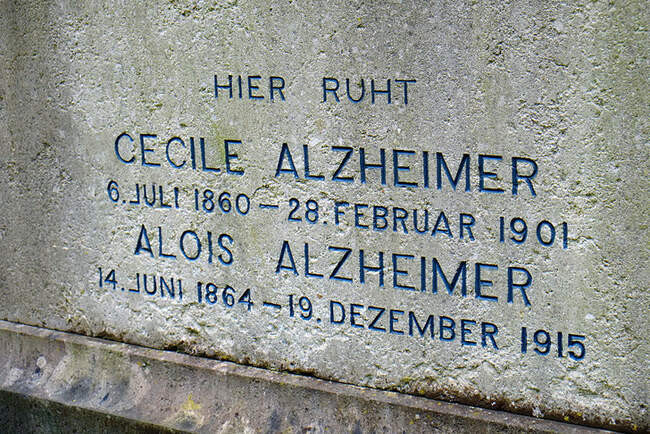 HIER RUHT
CECILE ALZHEIMER
6. JULI 1860 – 28. FEBRUAR 1901
ALOIS ALZHEIMER
14. JUNI 1864 – 19. DEZEMBER 1915